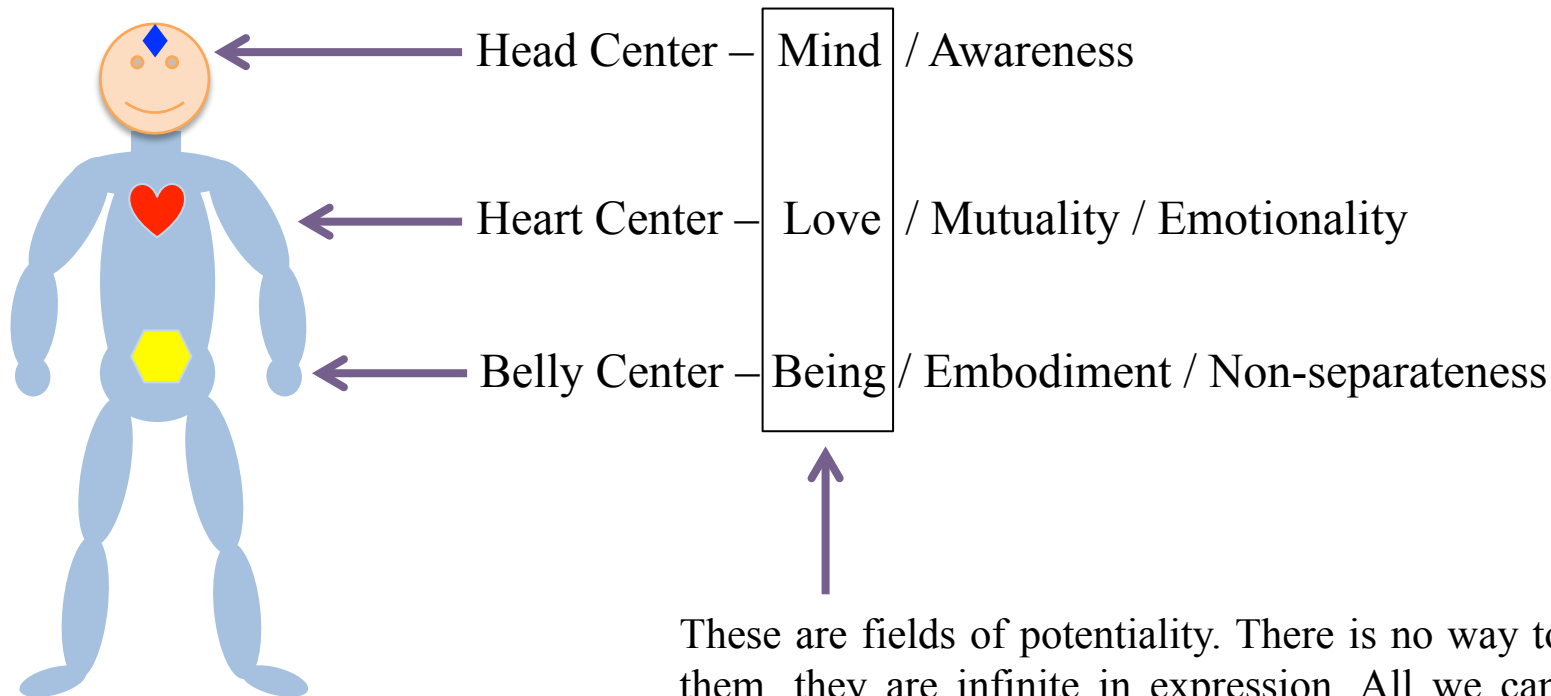 Head Center – Mind / Awareness
Heart Center – Love / Mutuality / Emotionality
Belly Center – Being / Embodiment / Non-separateness
These are fields of potentiality. There is no way to
them, they are infinite in expression. All we can